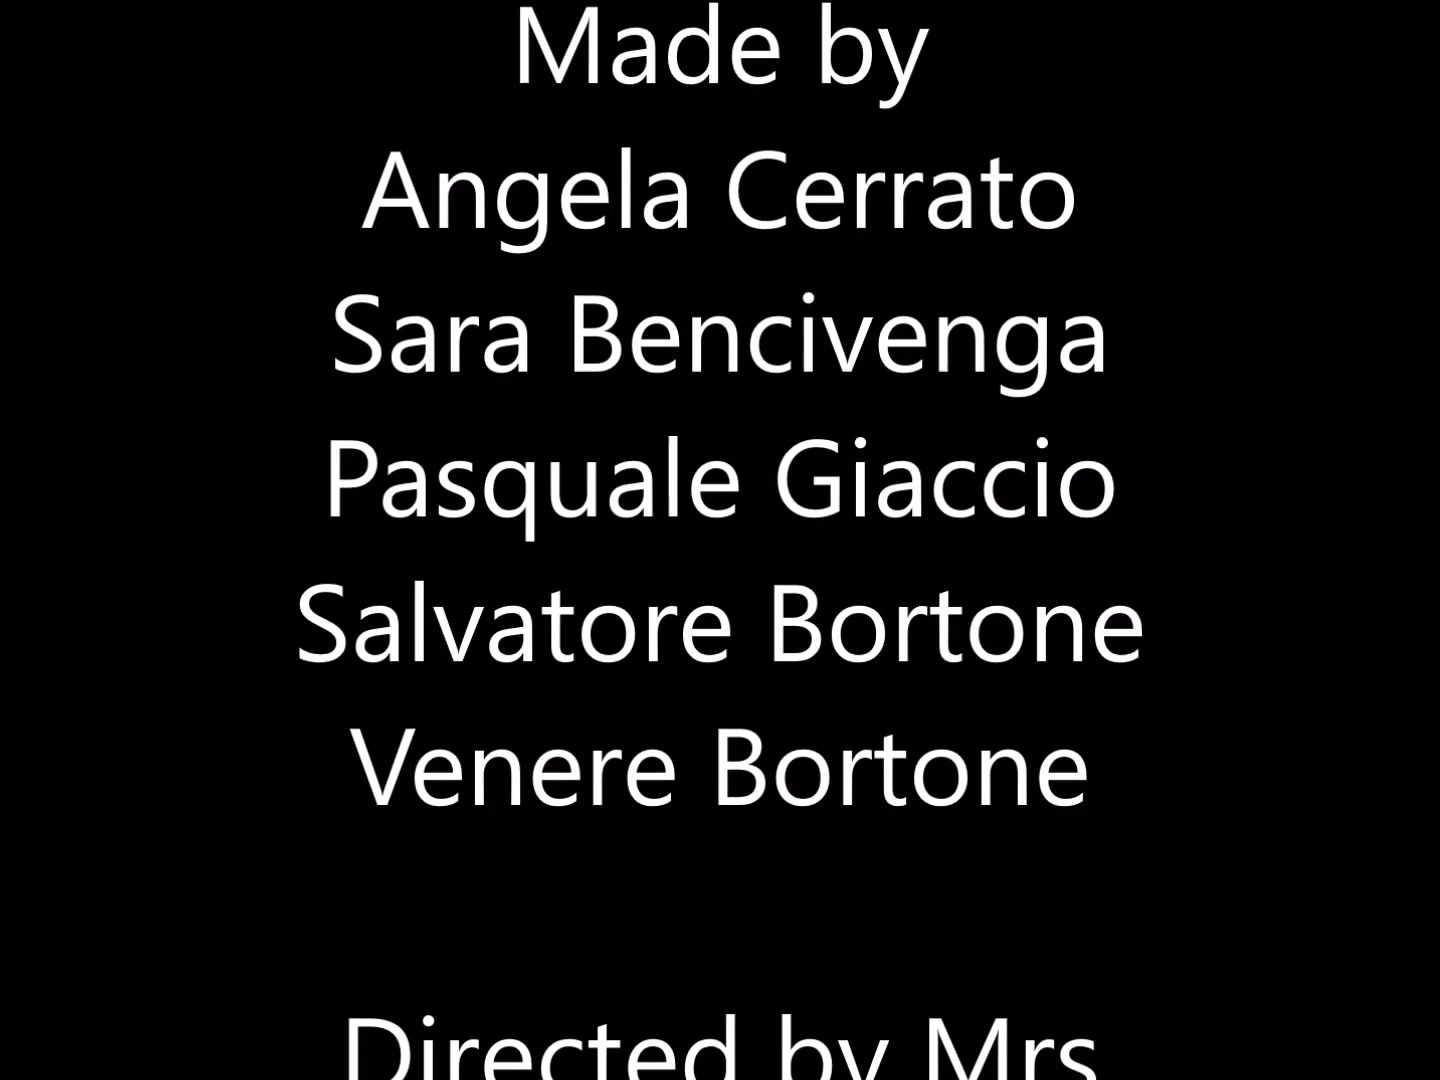 Made by
Angela Cerrato
Sara Bencivenga
Pasquale Giaccio
Salvatore Bortone
Venere Bortone
Directed by Mrs